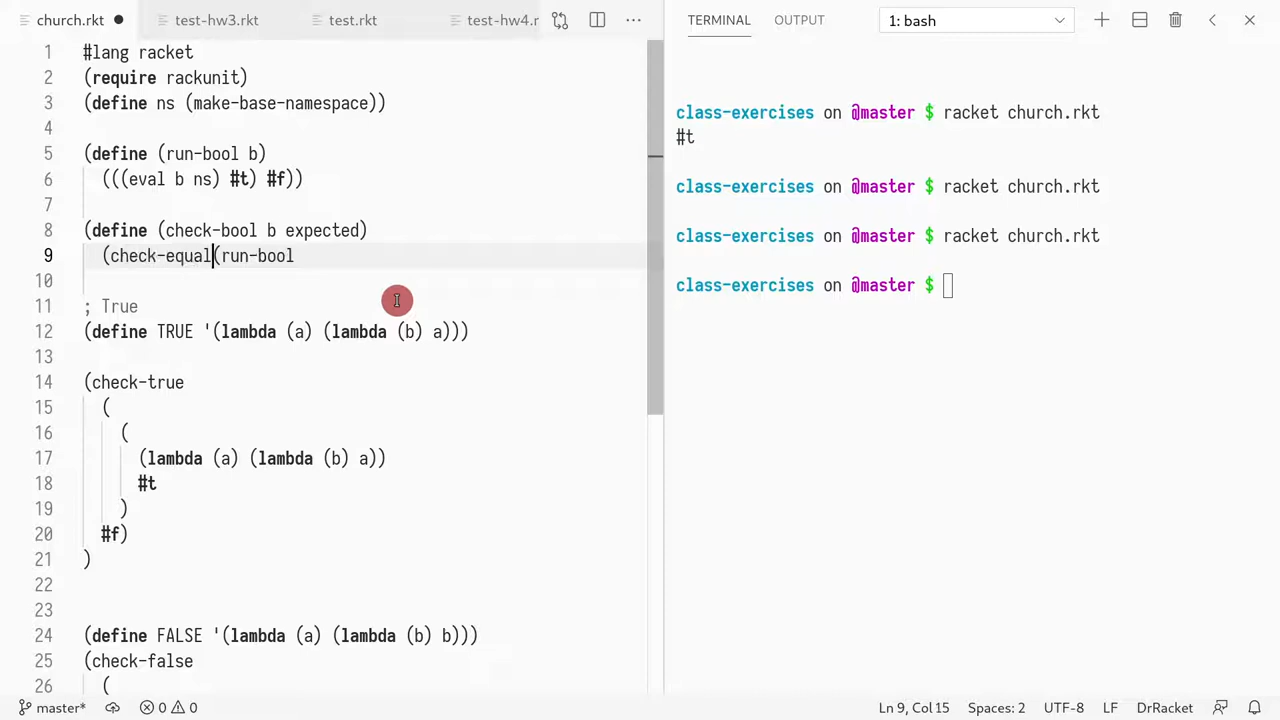 church.rkt ● test-hw3.rkt test.rkt test-hw4.r ...
1 #lang racket
2 (require rackunit)
3 (define ns (make-base-namespace))
4
5 (define (run-bool b)
6 (((eval b ns) #t) #f))
7
8 (define (check-bool b expected)
9 (check-equal(run-bool
10
11 ; True
12 (define TRUE '(lambda (a) (lambda (b) a)))
13
14 (check-true
15 (
16 (
17 (lambda (a) (lambda (b) a))
18 #t
19 )
20 #f)
21 )
22
23
24 (define FALSE '(lambda (a) (lambda (b) b)))
25 (check-false
26 (
TERMINAL OUTPUT 1: bash
class-exercises on @master $ racket church.rkt
#t
class-exercises on @master $ racket church.rkt
class-exercises on @master $ racket church.rkt
class-exercises on @master $
master* 0 0 Ln 9, Col 15 Spaces: 2 UTF-8 LF DrRacket